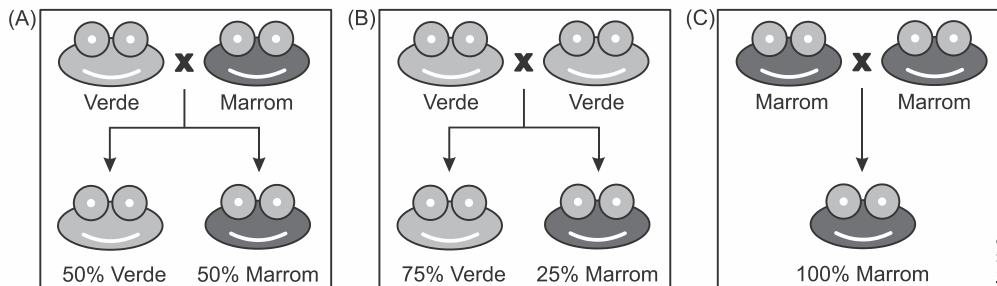 (A)
Verde x Marrom
50% Verde 50% Marrom
(B)
Verde x Verde
75% Verde 25% Marrom
(C)
Marrom x Marrom
100% Marrom